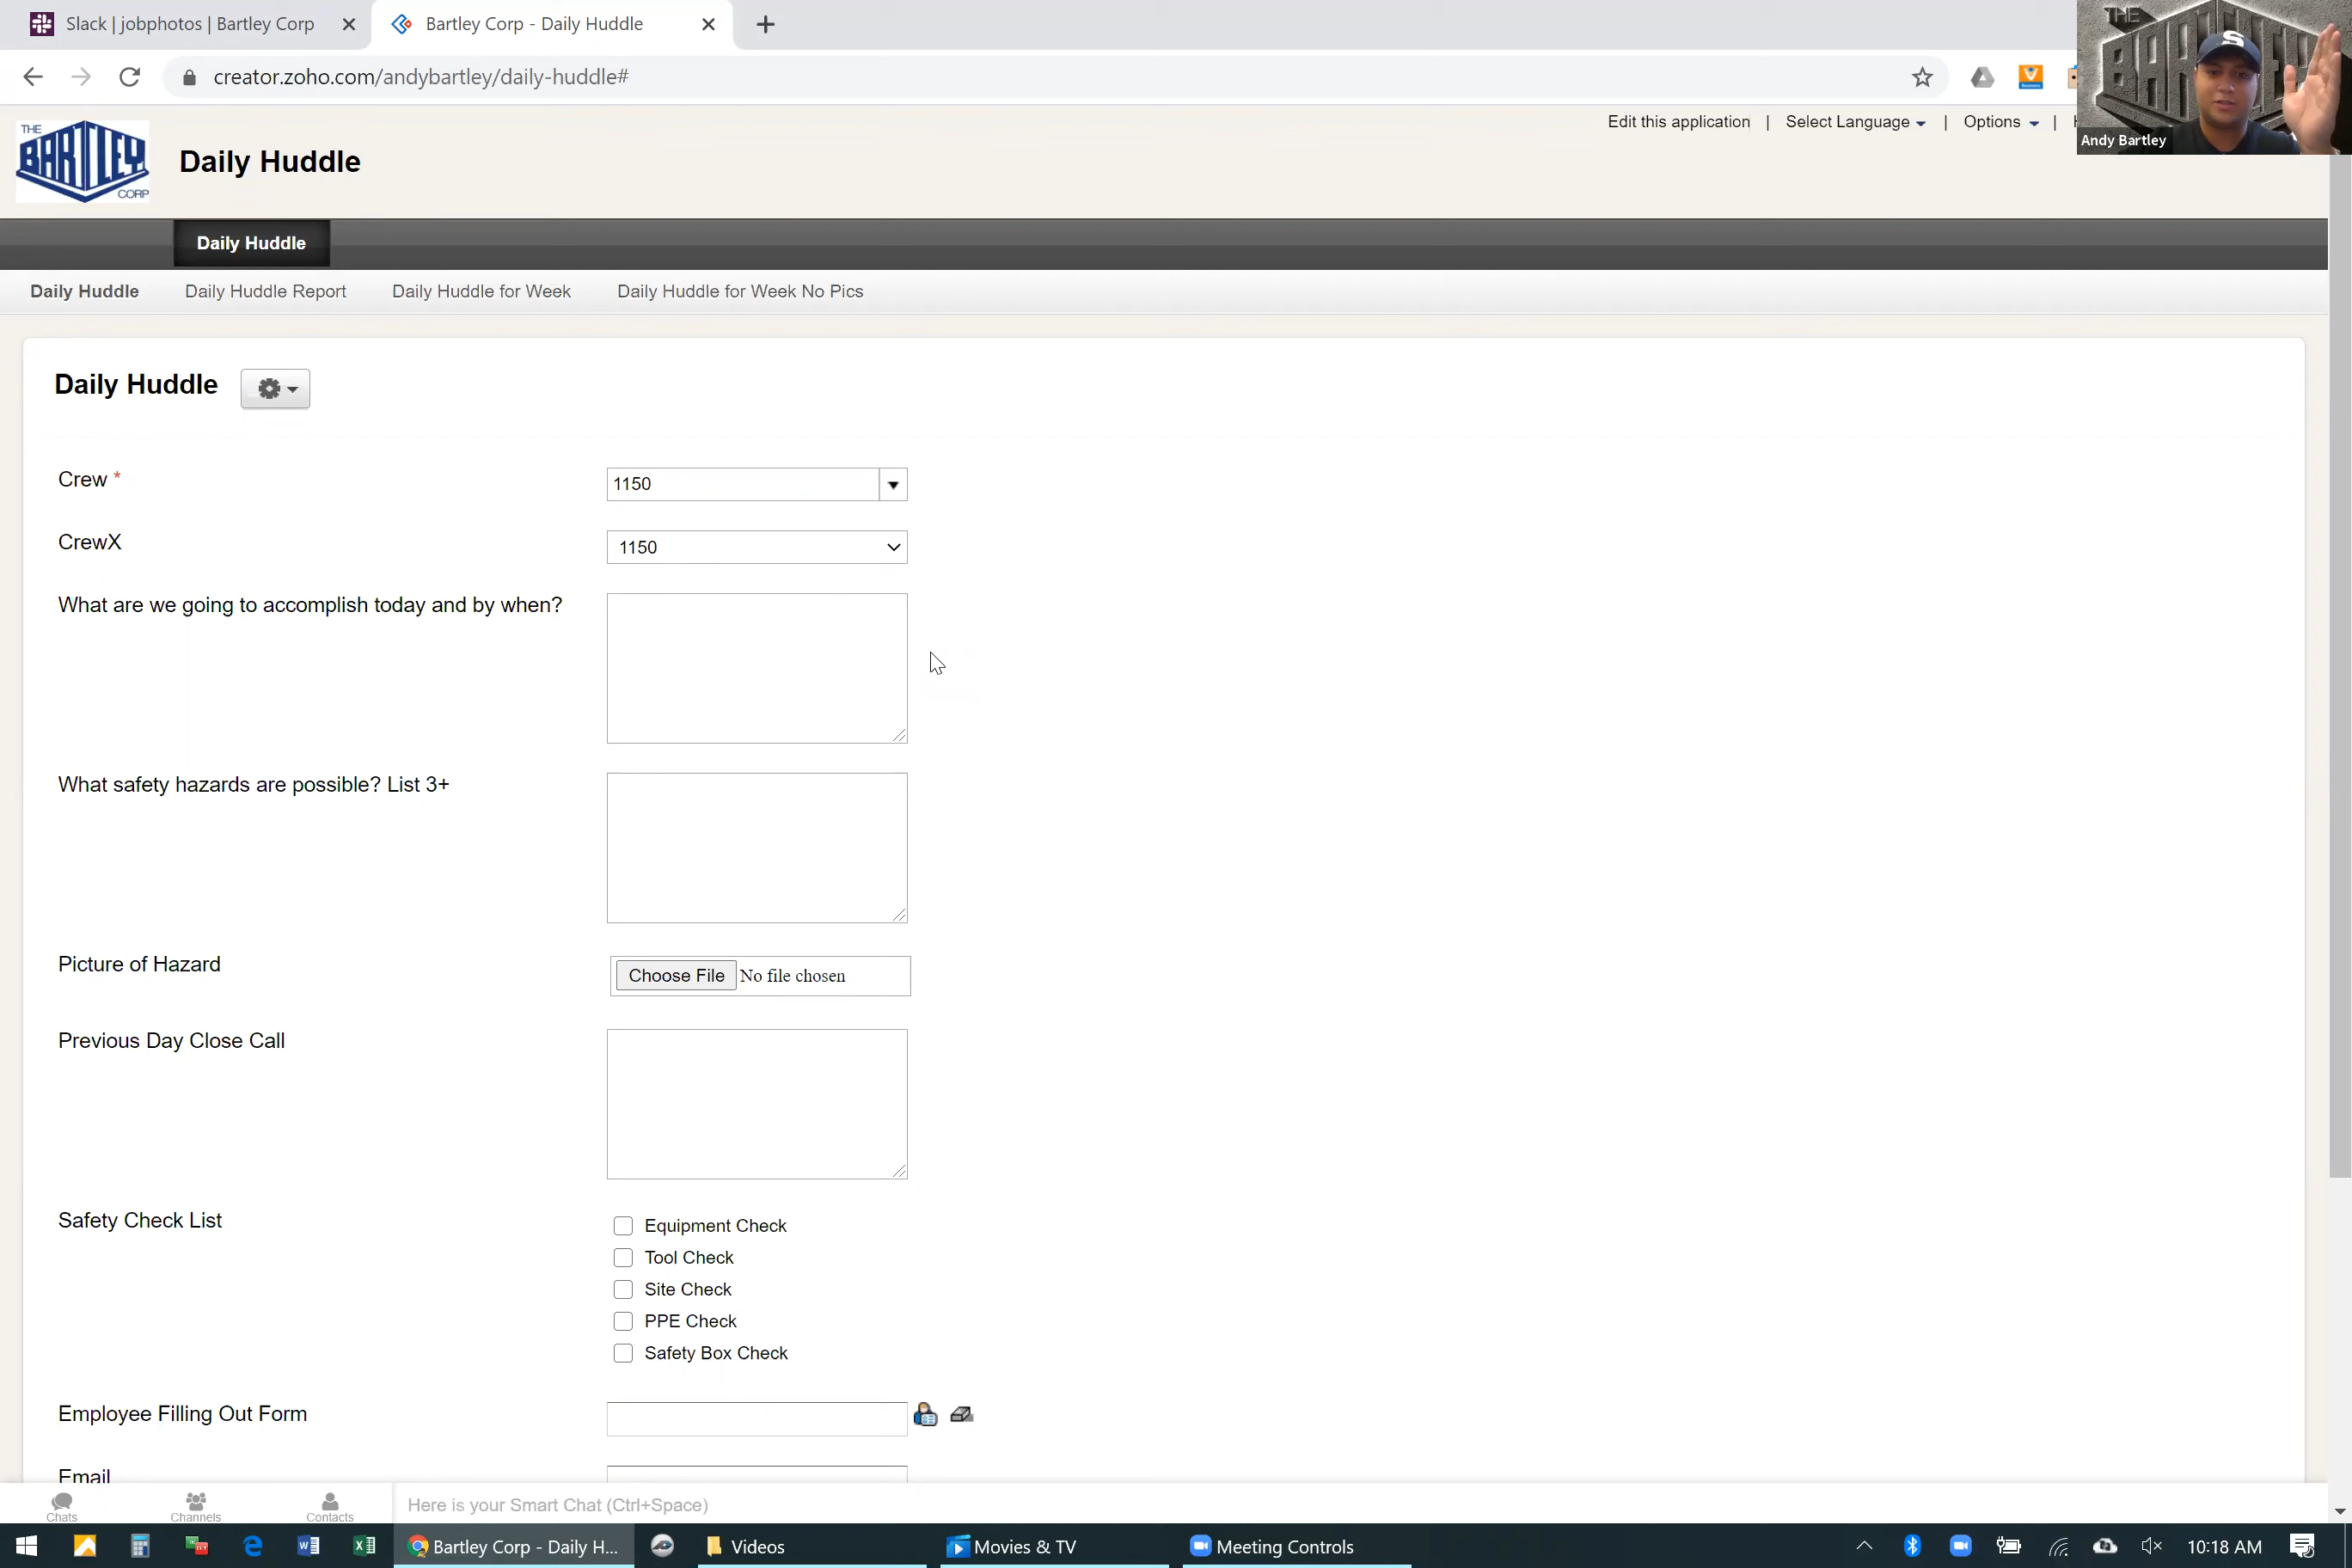 Slack | jobphotos | Bartley Corp
Bartley Corp - Daily Huddle
creator.zoho.com/andybartley/daily-huddle#
THE
BARTLEY
Andy Bartley
Edit this application | Select Language | Options |
THE
BARTLEY
CORP
Daily Huddle
Daily Huddle
Daily Huddle Daily Huddle Report Daily Huddle for Week Daily Huddle for Week No Pics
Daily Huddle
Crew * 1150
CrewX 1150
What are we going to accomplish today and by when?
What safety hazards are possible? List 3+
Picture of Hazard Choose File No file chosen
Previous Day Close Call
Safety Check List
Equipment Check
Tool Check
Site Check
PPE Check
Safety Box Check
Employee Filling Out Form
Email
Chats Channels Contacts Here is your Smart Chat (Ctrl+Space)
Bartley Corp - Daily H... Videos Movies & TV Meeting Controls 10:18 AM